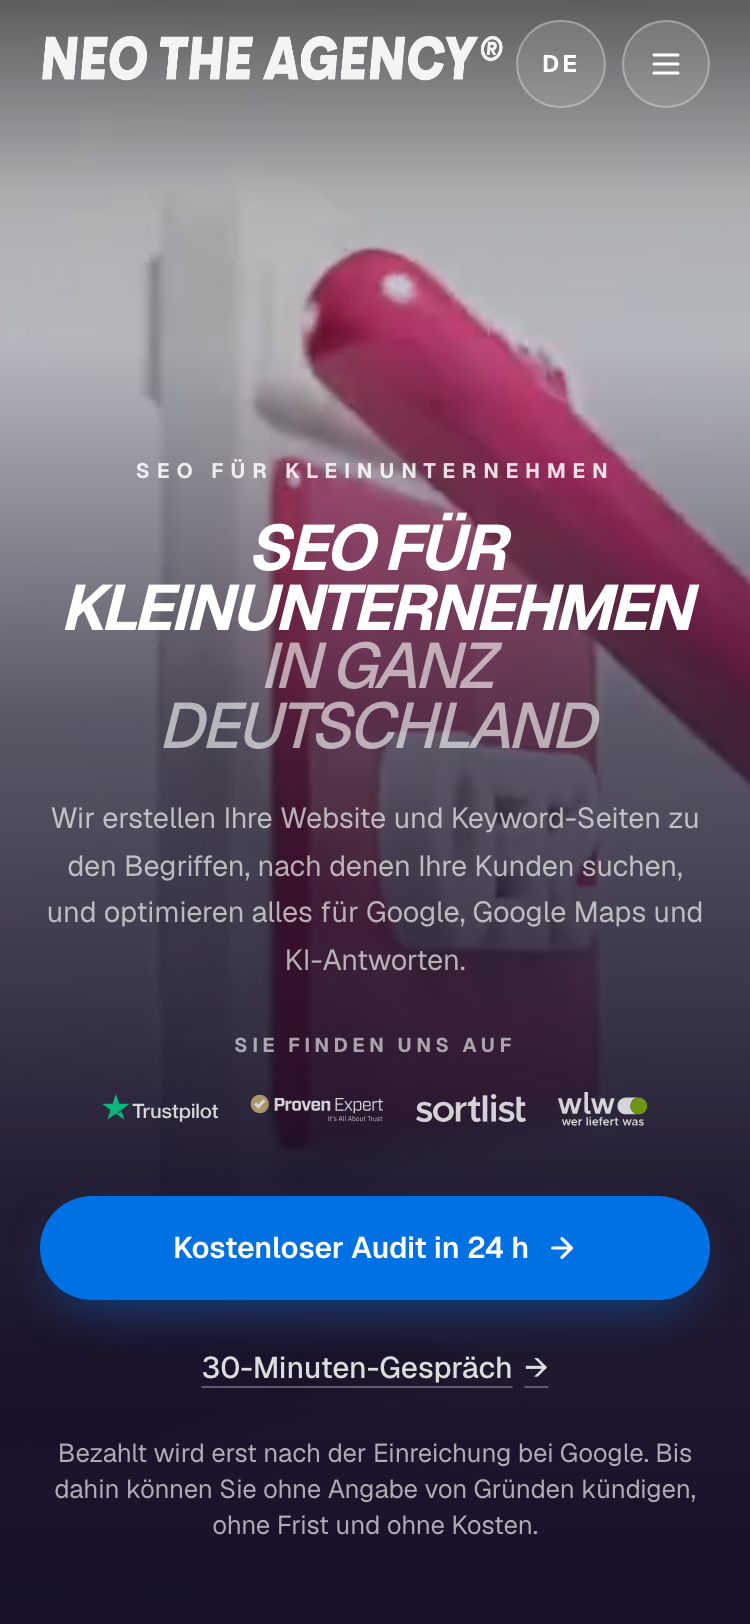 NEO THE AGENCY®
DE
SEO FÜR KLEINUNTERNEHMEN
SEO FÜR
KLEINUNTERNEHMEN
IN GANZ
DEUTSCHLAND
Wir erstellen Ihre Website und Keyword-Seiten zu
den Begriffen, nach denen Ihre Kunden suchen,
und optimieren alles für Google, Google Maps und
KI-Antworten.
SIE FINDEN UNS AUF
Trustpilot
Proven Expert
It's All About Trust
sortlist
wlw
wer liefert was
Kostenloser Audit in 24 h →
30-Minuten-Gespräch →
Bezahlt wird erst nach der Einreichung bei Google. Bis
dahin können Sie ohne Angabe von Gründen kündigen,
ohne Frist und ohne Kosten.